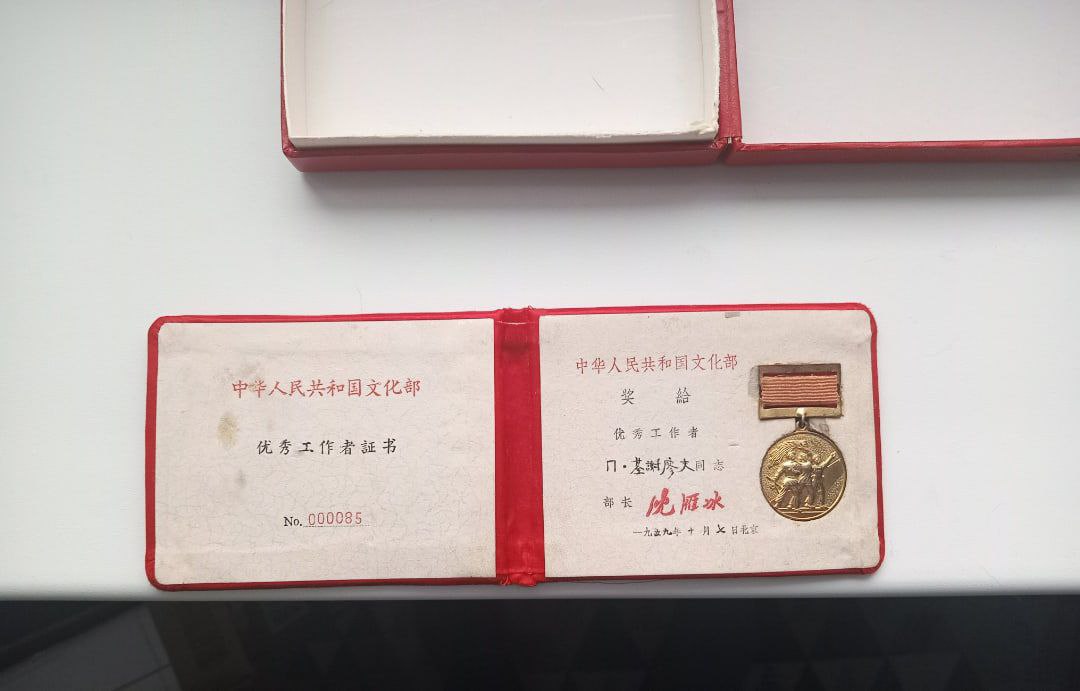 中华人民共和国文化部
优秀工作者証书
No. 000085
中华人民共和国文化部
奖給
优秀工作者
П·基謝廖夫同志
部长 沈雁冰
一九五九年十月七日北京